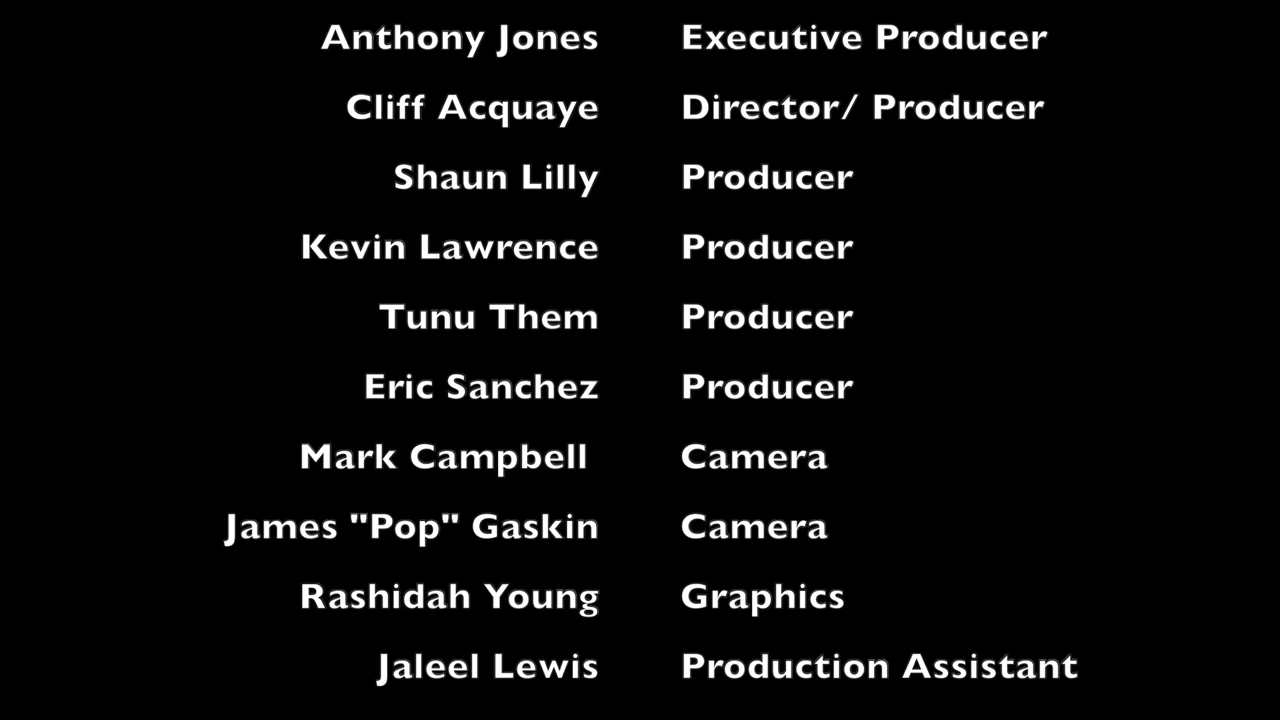 Anthony Jones Executive Producer
Cliff Acquaye Director/ Producer
Shaun Lilly Producer
Kevin Lawrence Producer
Tunu Them Producer
Eric Sanchez Producer
Mark Campbell Camera
James "Pop" Gaskin Camera
Rashidah Young Graphics
Jaleel Lewis Production Assistant